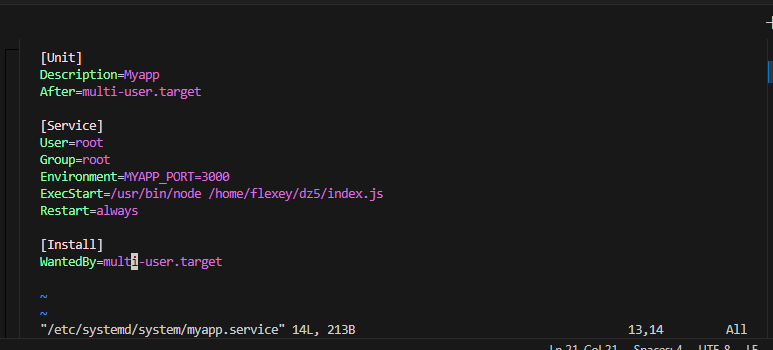 [Unit]
Description=Myapp
After=multi-user.target
[Service]
User=root
Group=root
Environment=MYAPP_PORT=3000
ExecStart=/usr/bin/node /home/flexey/dz5/index.js
Restart=always
[Install]
WantedBy=multi-user.target
~
~
"/etc/systemd/system/myapp.service" 14L, 213B 13,14 All
Ln 21, Col 21 Spaces: 4 UTF-8 LF